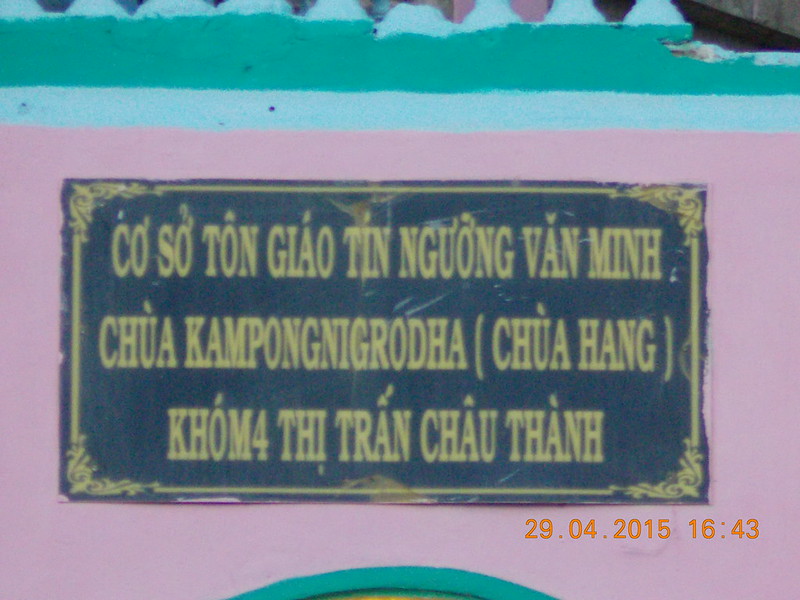 CƠ SỞ TÔN GIÁO TÍN NGƯỠNG VĂN MINH
CHÙA KAMPONGNIGRODHA ( CHÙA HANG )
KHÓM4 THỊ TRẤN CHÂU THÀNH
29.04.2015 16:43